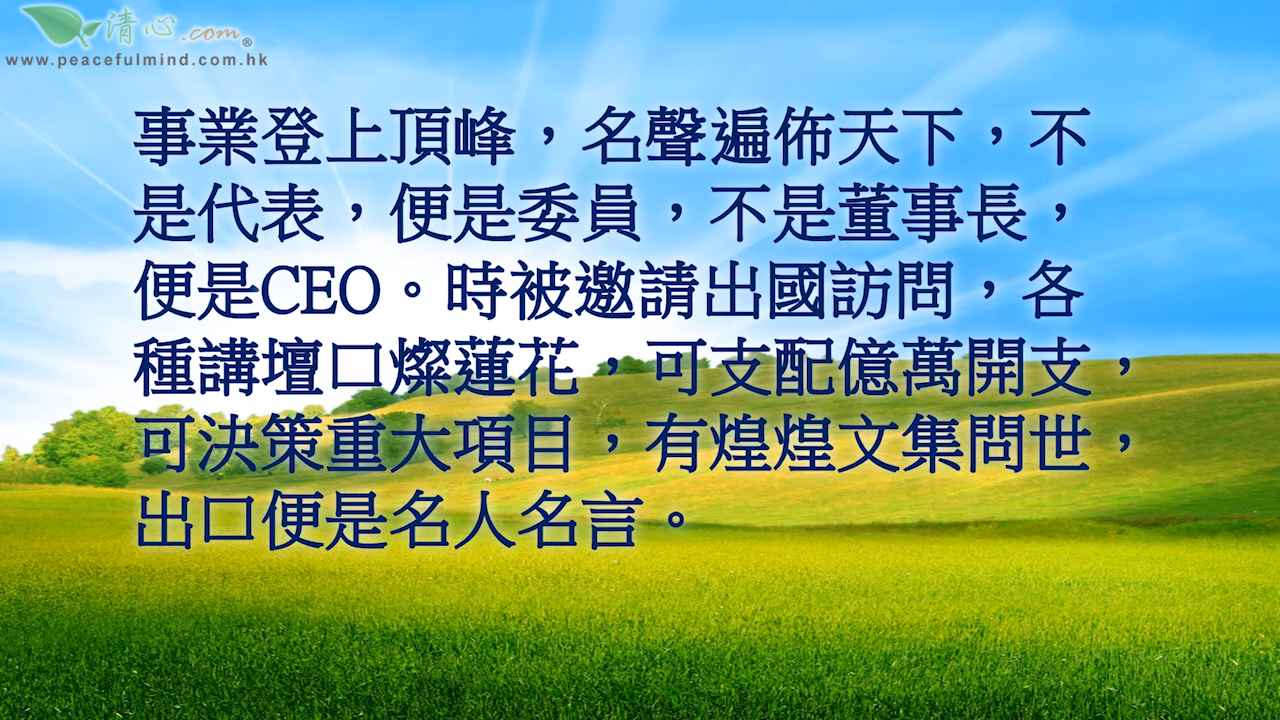 清心.com®
www.peacefulmind.com.hk
事業登上頂峰，名聲遍佈天下，不
是代表，便是委員，不是董事長，
便是CEO。時被邀請出國訪問，各
種講壇口燦蓮花，可支配億萬開支，
可決策重大項目，有煌煌文集問世，
出口便是名人名言。